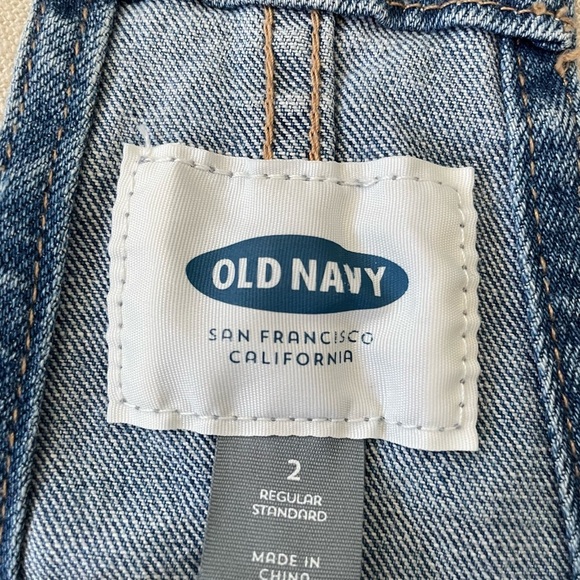 OLD NAVY
SAN FRANCISCO
CALIFORNIA
2
REGULAR
STANDARD
MADE IN
CHINA